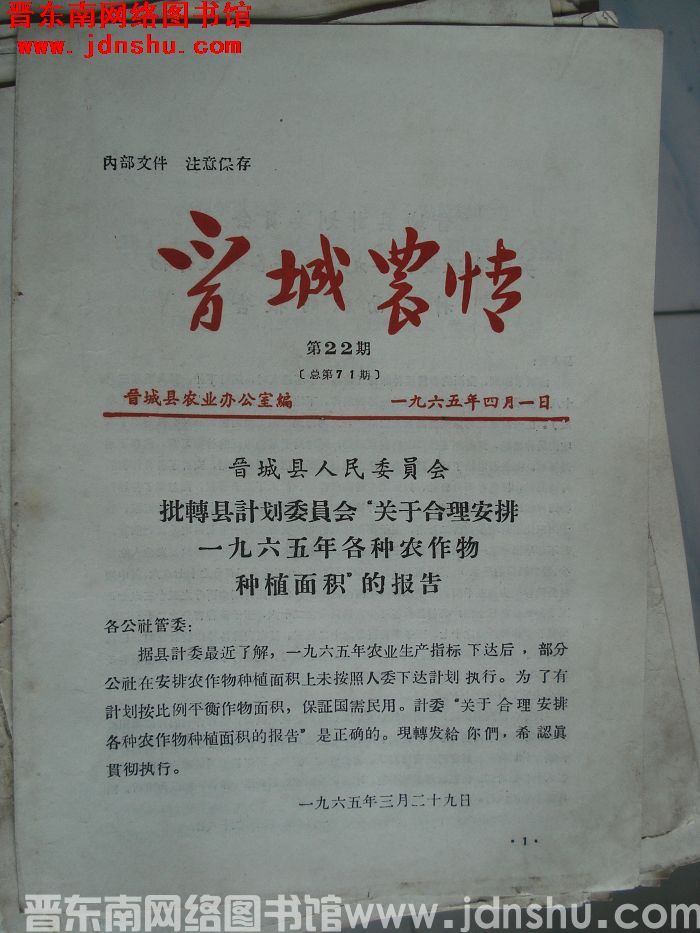 晋东南网络图书馆
www.jdnshu.com
內部文件 注意保存
晋城農情
第22期
〔总第71期〕
晋城县农业办公室編
一九六五年四月一日
晋城县人民委員会
批轉县計划委員会“关于合理安排
一九六五年各种农作物
种植面积”的报告
各公社管委：
据县計委最近了解，一九六五年农业生产指标下达后，部分
公社在安排农作物种植面积上未按照人委下达計划执行。为了有
計划按比例平衡作物面积，保証国需民用。計委“关于合理安排
各种农作物种植面积的报告”是正确的。現轉发給你們，希認眞
貫彻执行。
一九六五年三月二十九日
·1·
晋东南网络图书馆www.jdnshu.com